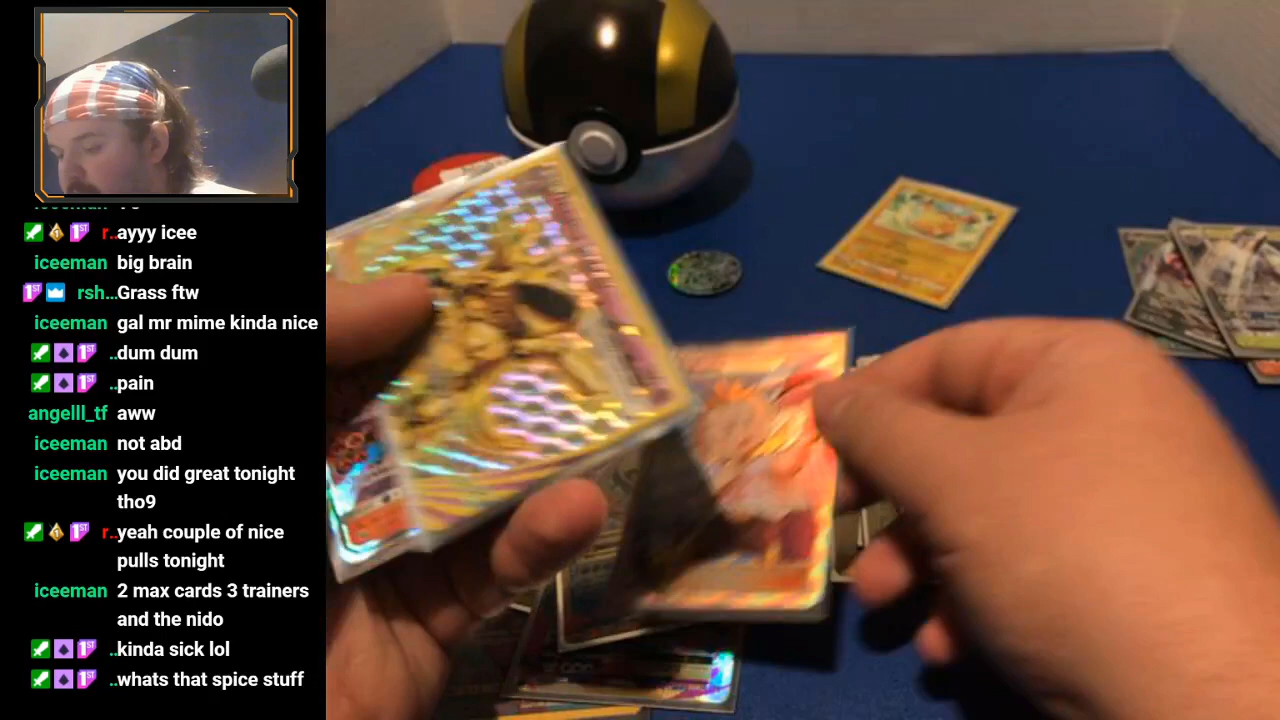 iceeman
r..ayyy icee
iceeman big brain
rsh...Grass ftw
iceeman gal mr mime kinda nice
..dum dum
..pain
angelll_tf aww
iceeman not abd
iceeman you did great tonight
tho9
r..yeah couple of nice
pulls tonight
iceeman 2 max cards 3 trainers
and the nido
..kinda sick lol
..whats that spice stuff